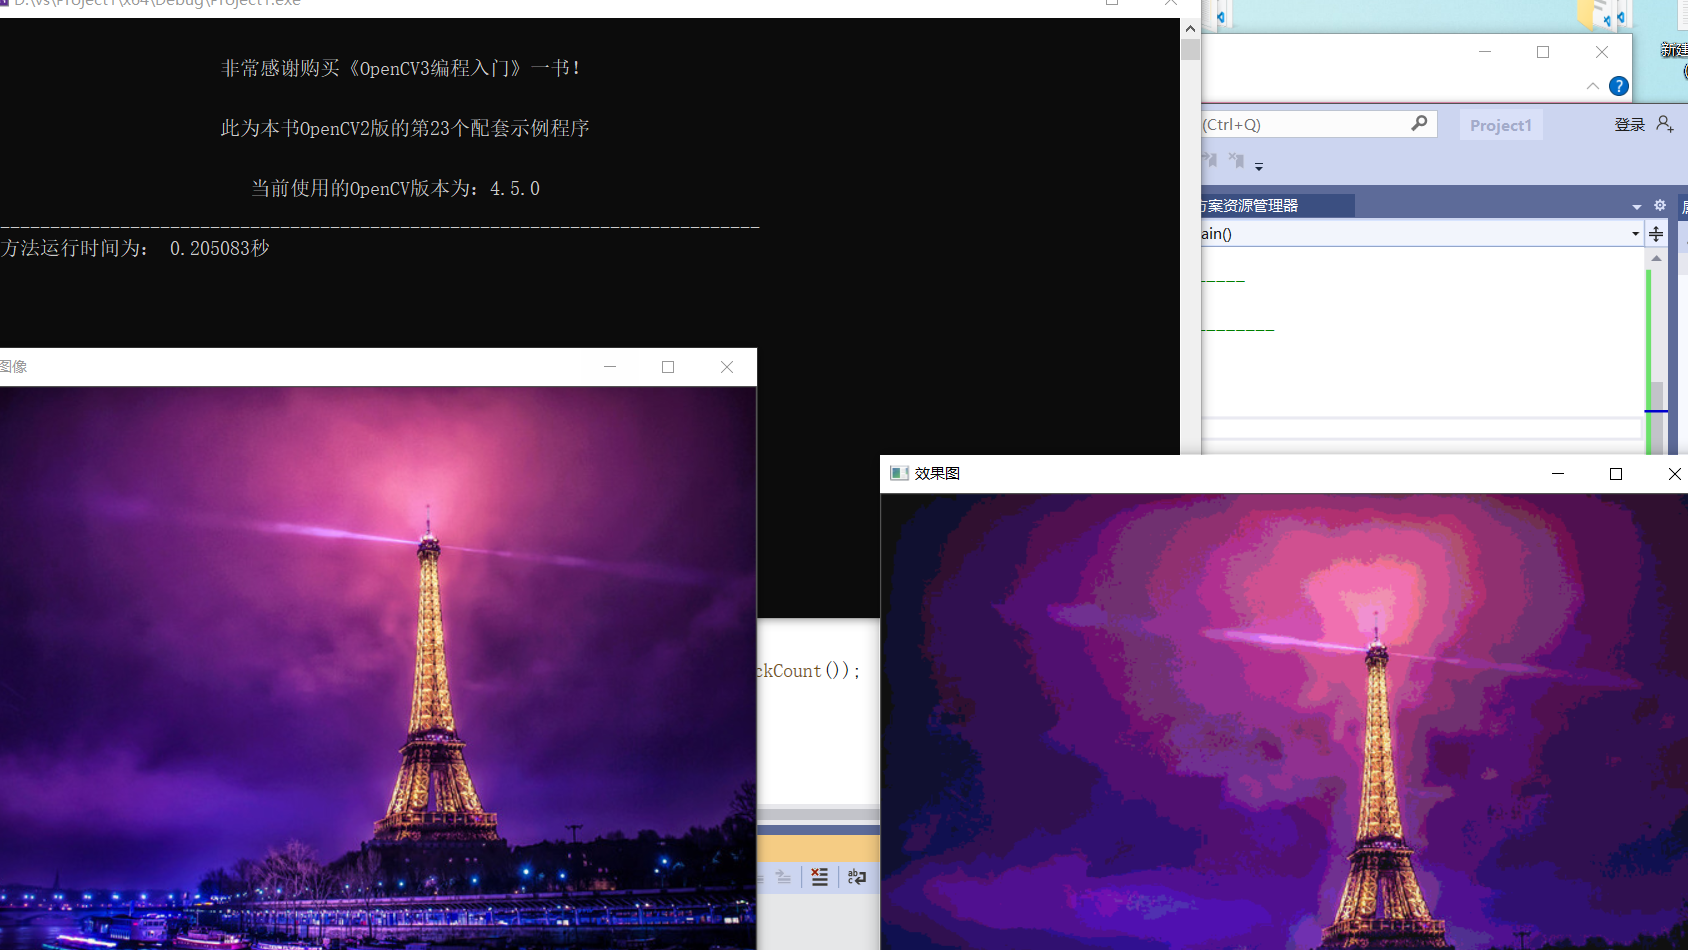 D:\vs\Project1\x64\Debug\Project1.exe
非常感谢购买《OpenCV3编程入门》一书！
此为本书OpenCV2版的第23个配套示例程序
当前使用的OpenCV版本为：4.5.0
----------------------------------------------------------------------------
方法运行时间为： 0.205083秒
新建
(Ctrl+Q)
Project1
登录
方案资源管理器
ain()
-----
--------
图像
效果图
ckCount());